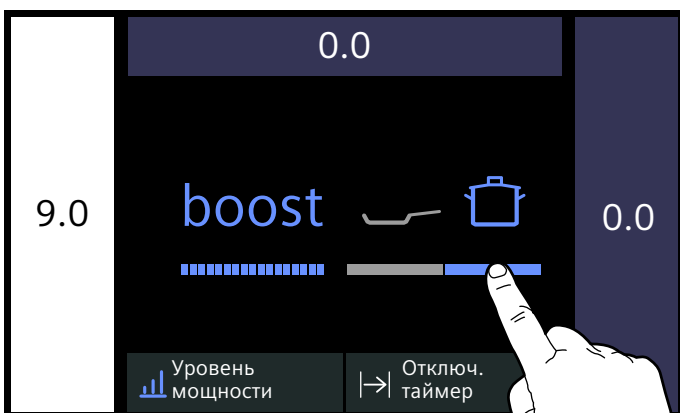 0.0
9.0
boost
0.0
Уровень
мощности
Отключ.
таймер